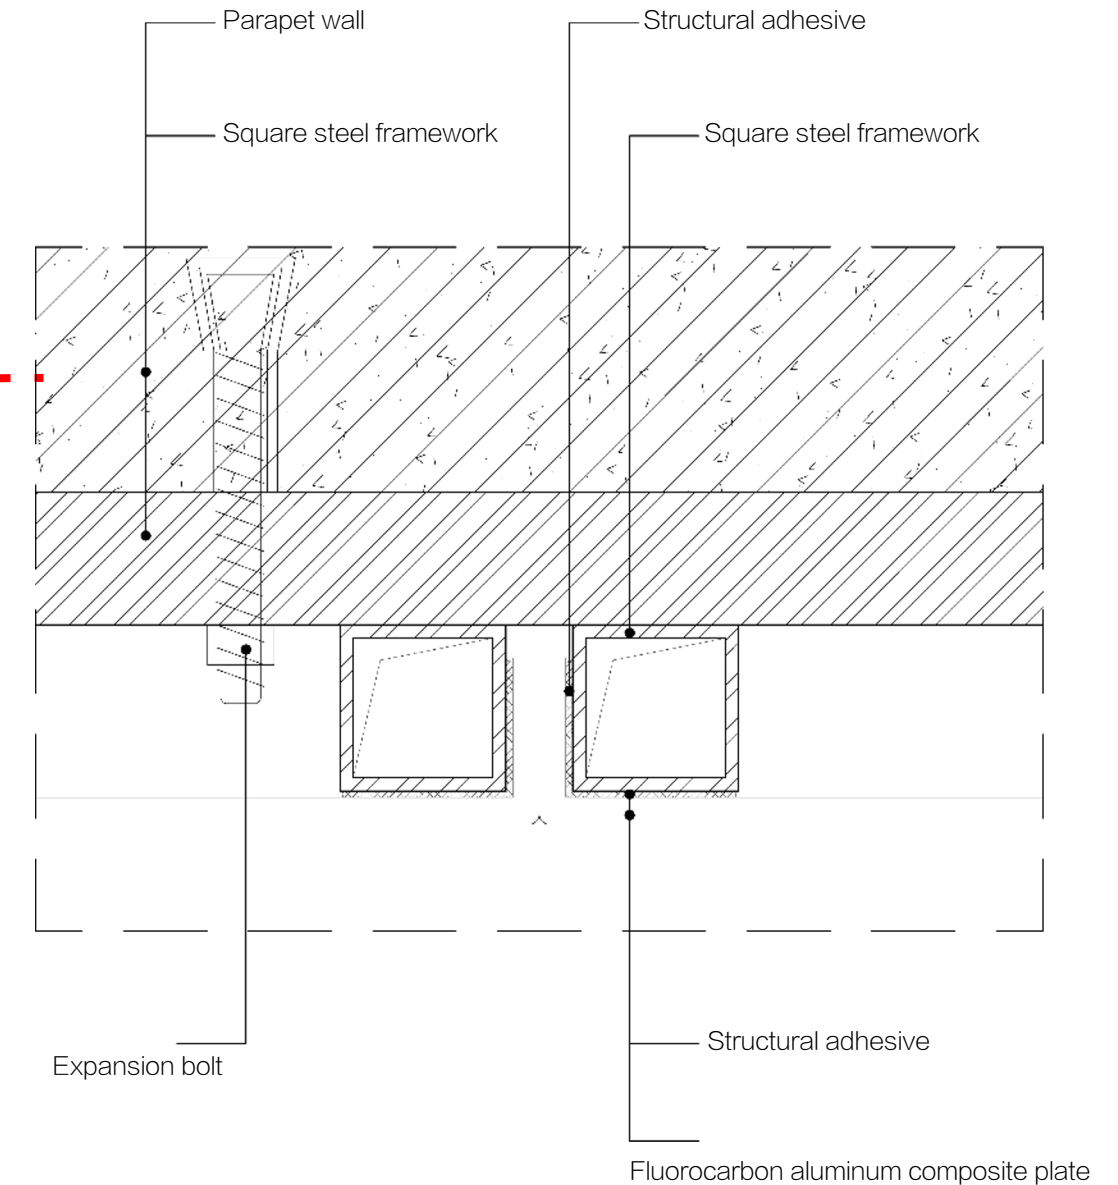 Parapet wall
Structural adhesive
Square steel framework
Square steel framework
Expansion bolt
Structural adhesive
Fluorocarbon aluminum composite plate